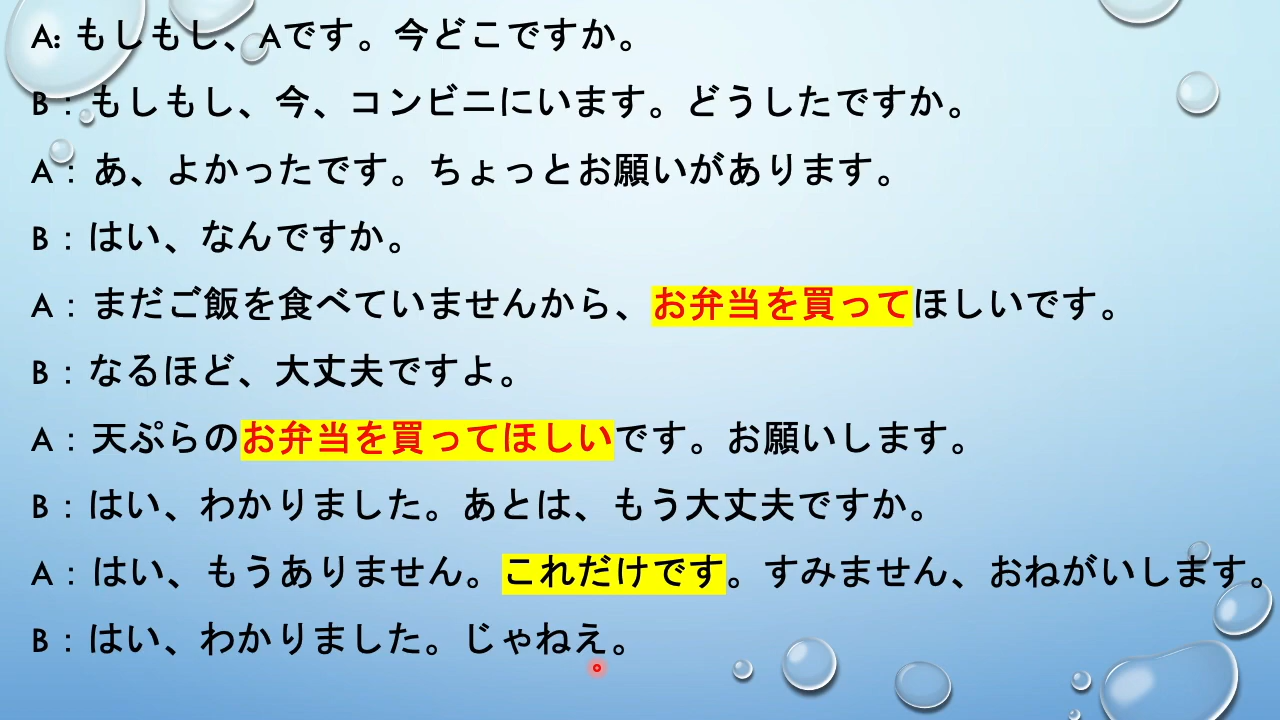 A: もしもし、Aです。今どこですか。
B：もしもし、今、コンビニにいます。どうしたですか。
A：あ、よかったです。ちょっとお願いがあります。
B：はい、なんですか。
A：まだご飯を食べていませんから、お弁当を買ってほしいです。
B：なるほど、大丈夫ですよ。
A：天ぷらのお弁当を買ってほしいです。お願いします。
B：はい、わかりました。あとは、もう大丈夫ですか。
A：はい、もうありません。これだけです。すみません、おねがいします。
B：はい、わかりました。じゃねえ。